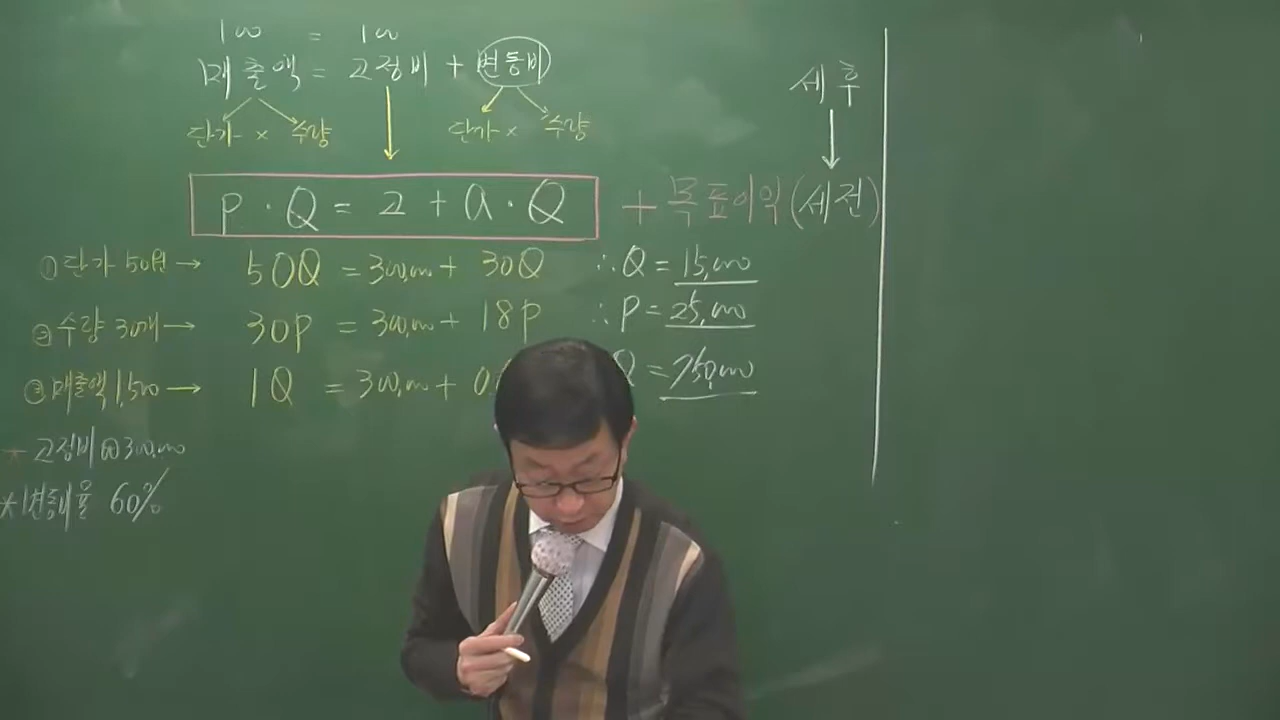 100 = 100
매출액 = 고정비 + 변동비
단가 × 수량 단가 × 수량
세후
P · Q = 2 + a · Q + 목표이익(세전)
① 단가 50원 → 50Q = 300,000 + 30Q ∴ Q = 15,000
② 수량 30개 → 30P = 300,000 + 18P ∴ P = 25,000
③ 매출액 1,500 → 1Q = 300,000 + 0. Q = 750,000
* 고정비@300,000
* 변동비율 60%